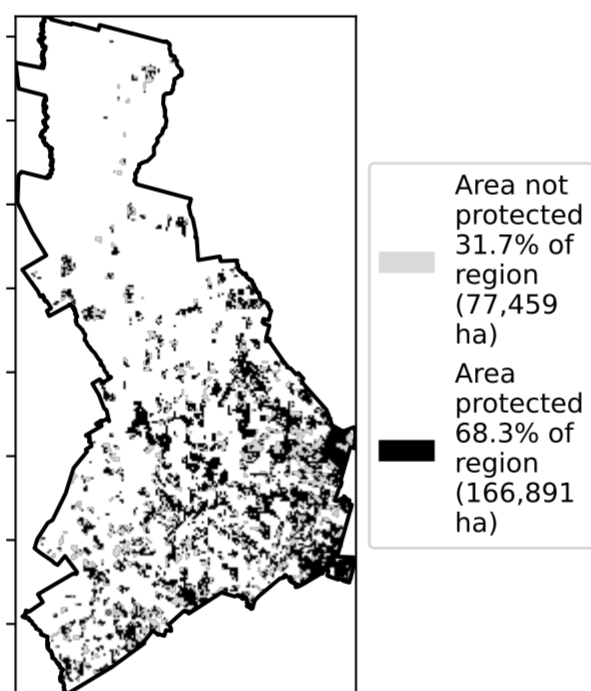 Area not
protected
31.7% of
region
(77,459
ha)
Area
protected
68.3% of
region
(166,891
ha)